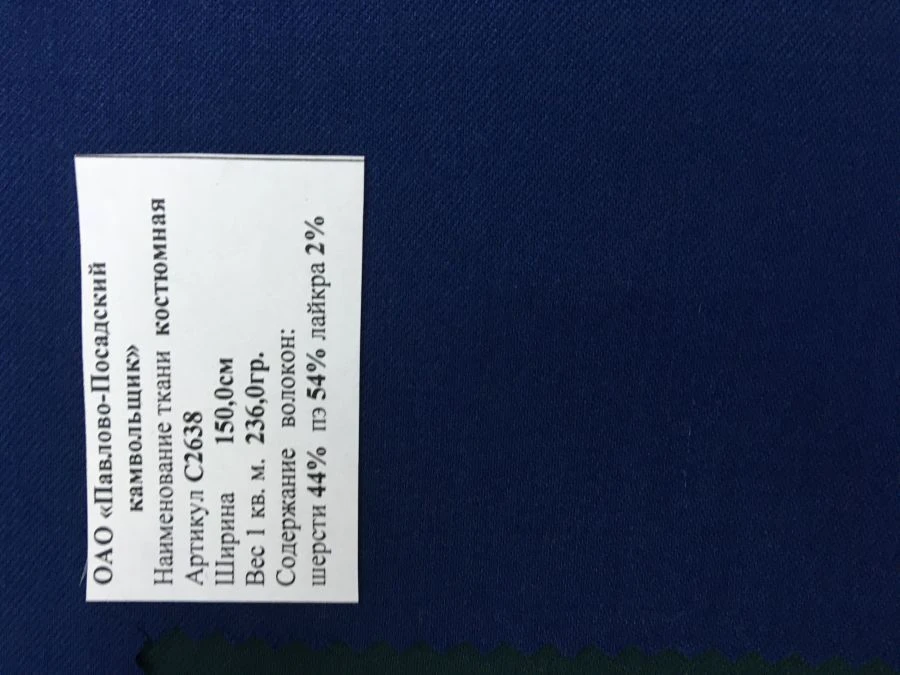 ОАО «Павлово-Посадский
камвольщик»
Наименование ткани костюмная
Артикул С2638
Ширина 150,0см
Вес 1 кв. м. 236,0гр.
Содержание волокон:
шерсти 44% пэ 54% лайкра 2%